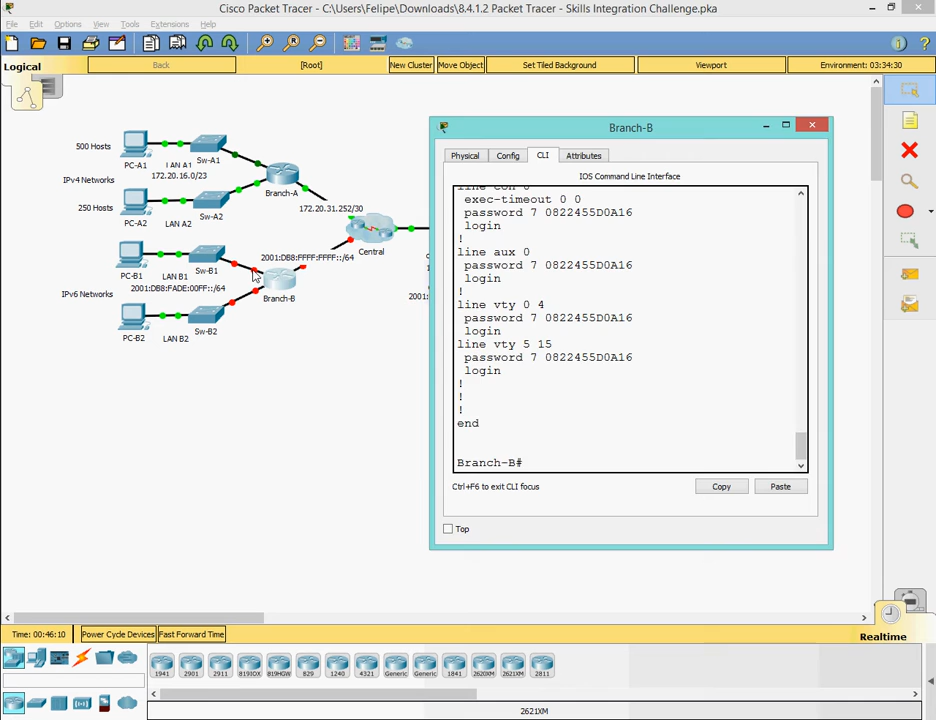 Cisco Packet Tracer - C:\Users\Felipe\Downloads\8.4.1.2 Packet Tracer - Skills Integration Challenge.pka
File Edit Options View Tools Extensions Help
Logical Back [Root] New Cluster Move Object Set Tiled Background Viewport Environment: 03:34:30
500 Hosts
PC-A1
Sw-A1
LAN A1
172.20.16.0/23
IPv4 Networks
Branch-A
250 Hosts
PC-A2
LAN A2
Sw-A2
172.20.31.252/30
Central
PC-B1
LAN B1
Sw-B1
2001:DB8:FFFF:FFFF::/64
2001:DB8:FADE:00FF::/64
IPv6 Networks
Branch-B
PC-B2
LAN B2
Sw-B2
2001:
Branch-B
Physical Config CLI Attributes
IOS Command Line Interface
line con 0
exec-timeout 0 0
password 7 0822455D0A16
login
!
line aux 0
password 7 0822455D0A16
login
!
line vty 0 4
password 7 0822455D0A16
login
line vty 5 15
password 7 0822455D0A16
login
!
!
!
end
Branch-B#
Ctrl+F6 to exit CLI focus
Copy Paste
Top
Time: 00:46:10 Power Cycle Devices Fast Forward Time Realtime
1941 2901 2911 819IOX 819HGW 829 1240 4321 Generic Generic 1841 2620XM 2621XM 2811
2621XM